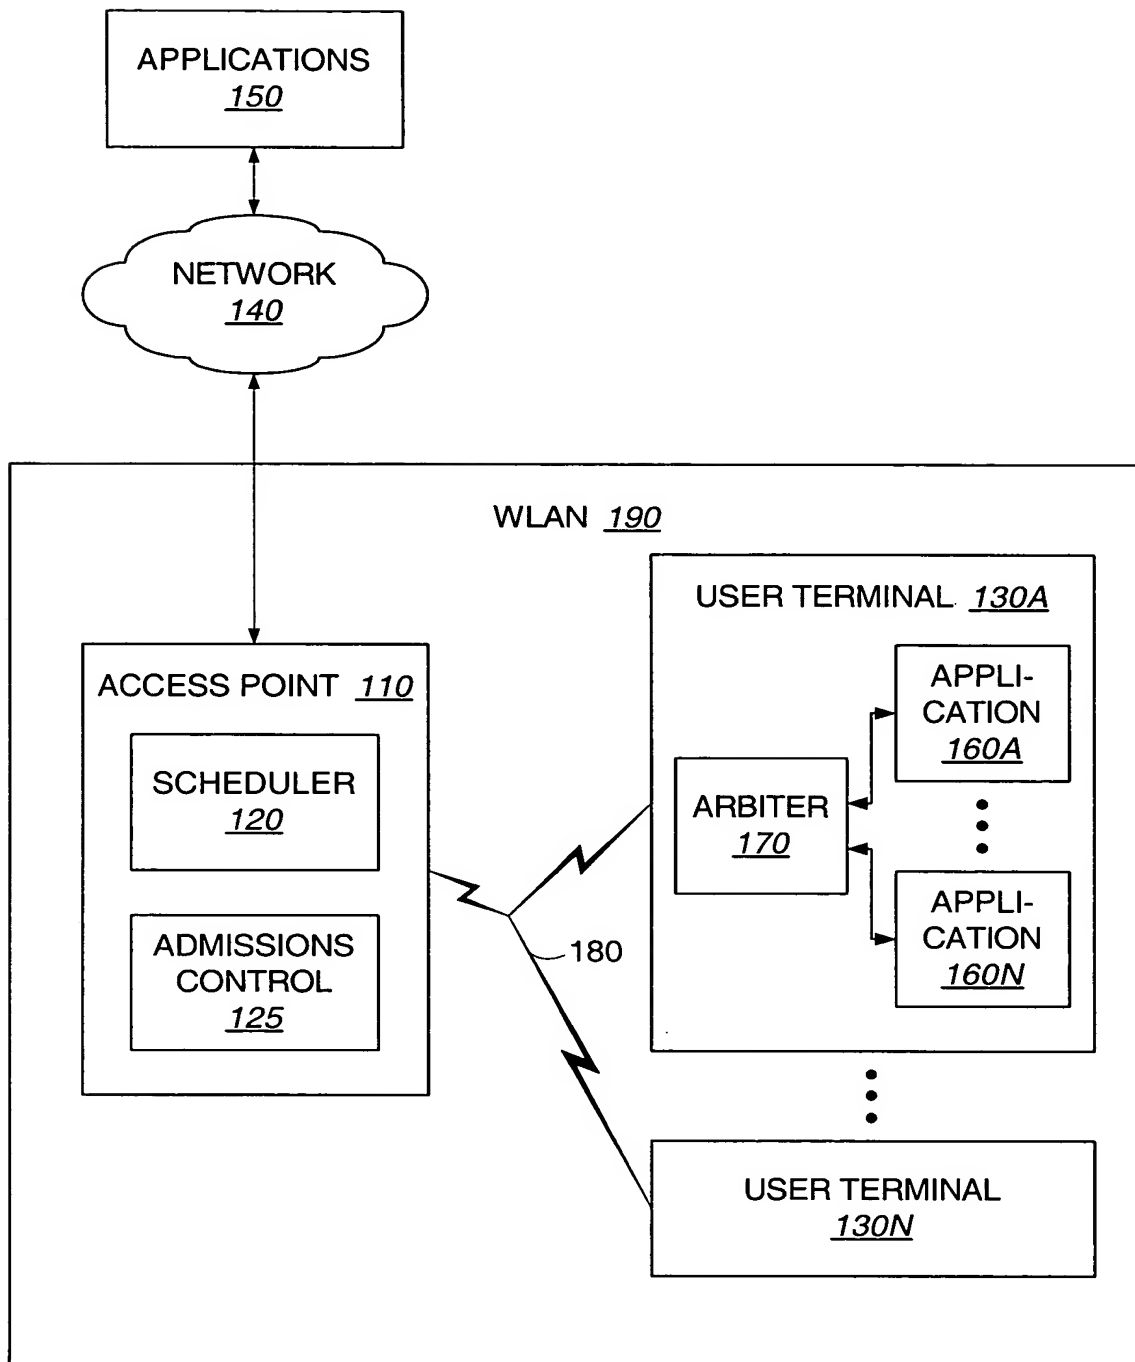 APPLICATIONS
150
NETWORK
140
WLAN 190
USER TERMINAL 130A
ACCESS POINT 110
SCHEDULER
120
ADMISSIONS
CONTROL
125
180
ARBITER
170
APPLI-
CATION
160A
APPLI-
CATION
160N
USER TERMINAL
130N